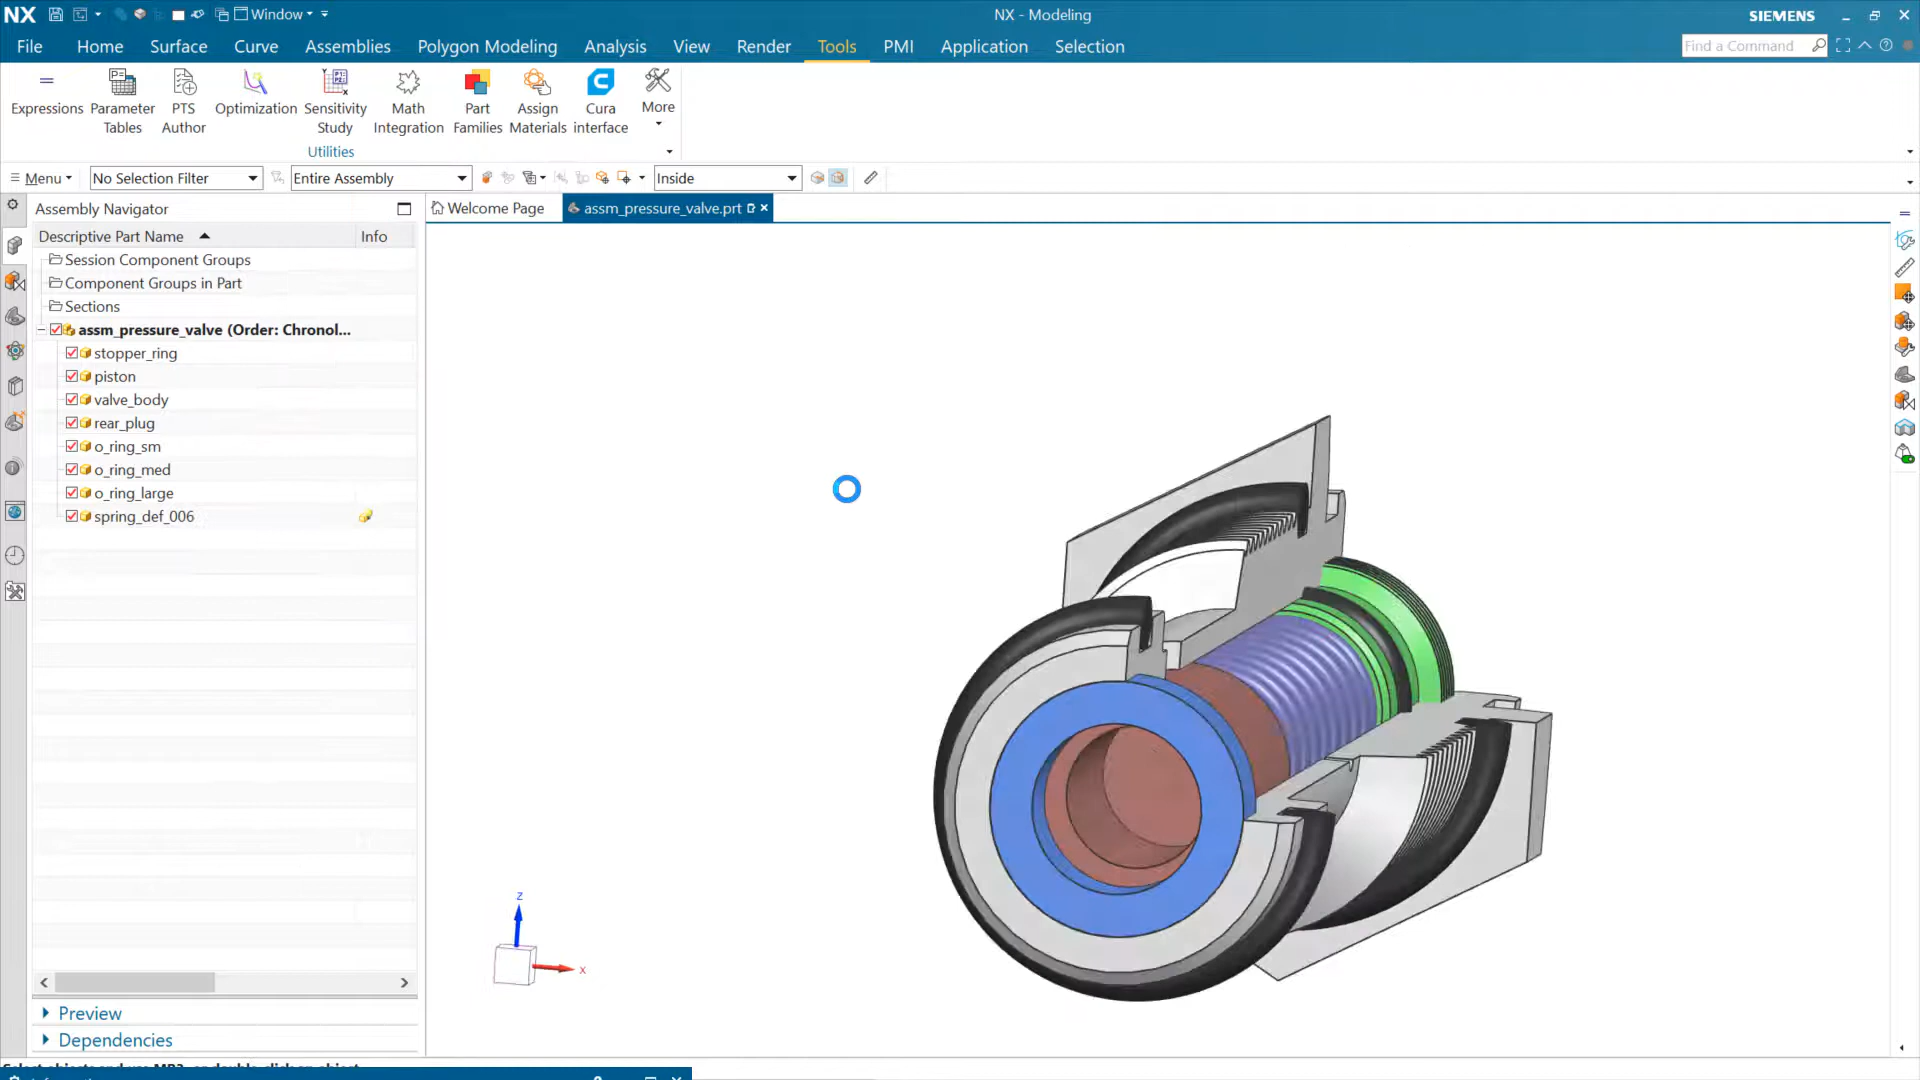 NX Window NX - Modeling SIEMENS
File Home Surface Curve Assemblies Polygon Modeling Analysis View Render Tools PMI Application Selection Find a Command
Expressions Parameter Tables PTS Author Optimization Sensitivity Study Math Integration Part Families Assign Materials Cura interface More
Utilities
Menu No Selection Filter Entire Assembly Inside
Assembly Navigator Welcome Page assm_pressure_valve.prt
Descriptive Part Name Info
Session Component Groups
Component Groups in Part
Sections
assm_pressure_valve (Order: Chronol...
stopper_ring
piston
valve_body
rear_plug
o_ring_sm
o_ring_med
o_ring_large
spring_def_006
Z
X
Preview
Dependencies